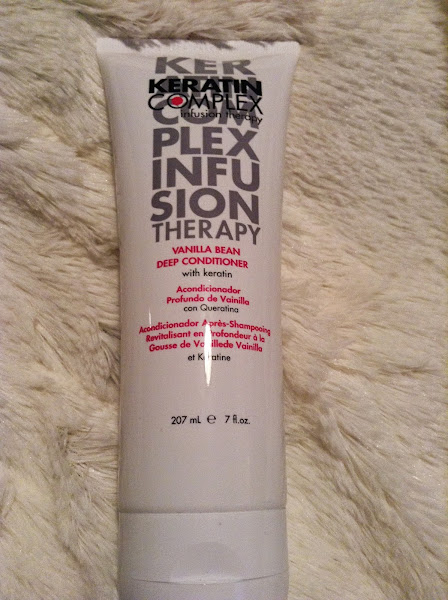 KER
KERATIN
COMPLEX
infusion therapy
COM
PLEX
INFU
SION
THERAPY
VANILLA BEAN
DEEP CONDITIONER
with keratin
Acondicionador
Profundo de Vainilla
con Queratina
Acondicionador Après-Shampooing
Revitalisant en Profondeur à la
Gousse de Vanillede Vainilla
et Kératine
207 mL e 7 fl.oz.